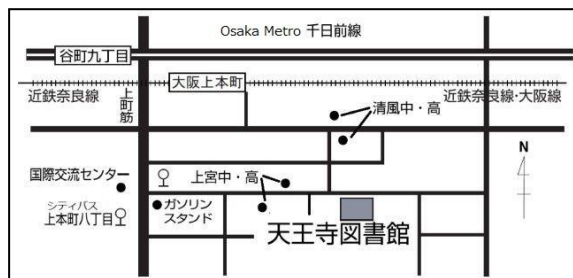 Osaka Metro 千日前線
谷町九丁目
大阪上本町
近鉄奈良線
上町筋
近鉄奈良線・大阪線
清風中・高
N
国際交流センター
上宮中・高
シティバス
上本町八丁目
ガソリン
スタンド
天王寺図書館